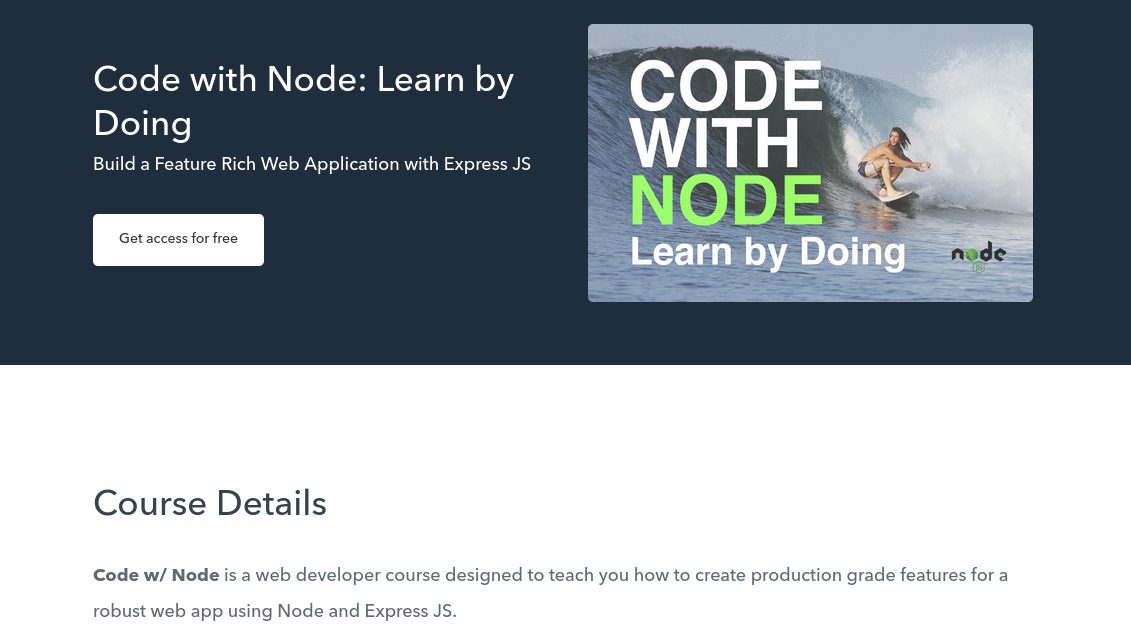 Code with Node: Learn by
Doing
Build a Feature Rich Web Application with Express JS
Get access for free
CODE
WITH
NODE
Learn by Doing
node
JS
Course Details
Code w/ Node is a web developer course designed to teach you how to create production grade features for a
robust web app using Node and Express JS.